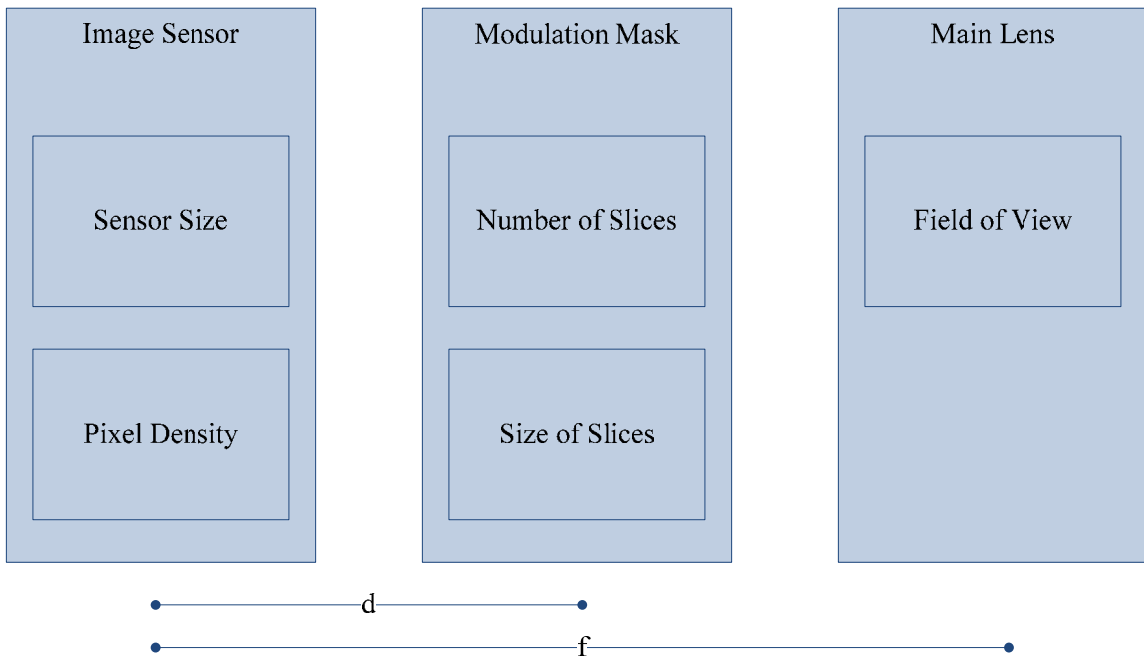 Image Sensor
Sensor Size
Pixel Density
Modulation Mask
Number of Slices
Size of Slices
Main Lens
Field of View
d
f